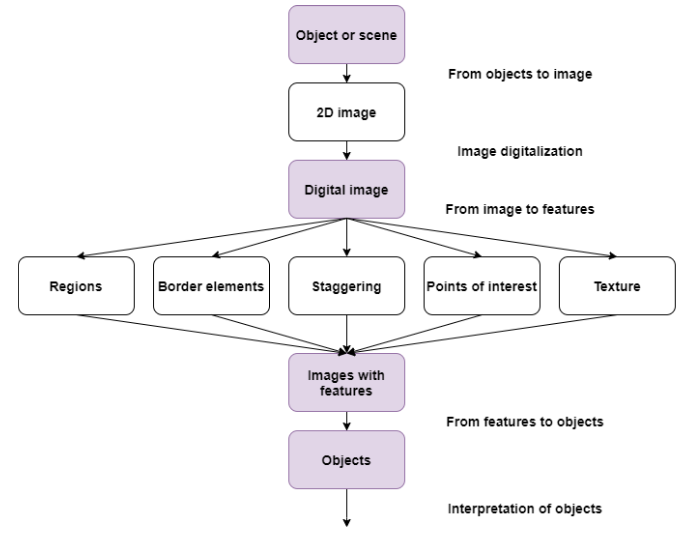 Object or scene
From objects to image
2D image
Image digitalization
Digital image
From image to features
Regions
Border elements
Staggering
Points of interest
Texture
Images with
features
From features to objects
Objects
Interpretation of objects